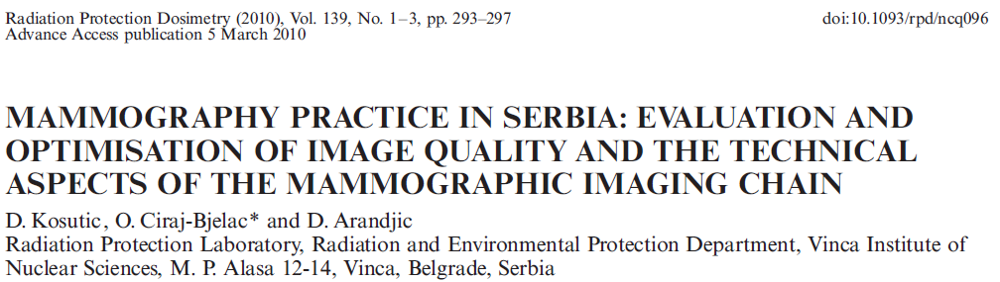 Radiation Protection Dosimetry (2010), Vol. 139, No. 1–3, pp. 293–297 doi:10.1093/rpd/ncq096
Advance Access publication 5 March 2010
MAMMOGRAPHY PRACTICE IN SERBIA: EVALUATION AND
OPTIMISATION OF IMAGE QUALITY AND THE TECHNICAL
ASPECTS OF THE MAMMOGRAPHIC IMAGING CHAIN
D. Kosutic, O. Ciraj-Bjelac* and D. Arandjic
Radiation Protection Laboratory, Radiation and Environmental Protection Department, Vinca Institute of
Nuclear Sciences, M. P. Alasa 12-14, Vinca, Belgrade, Serbia